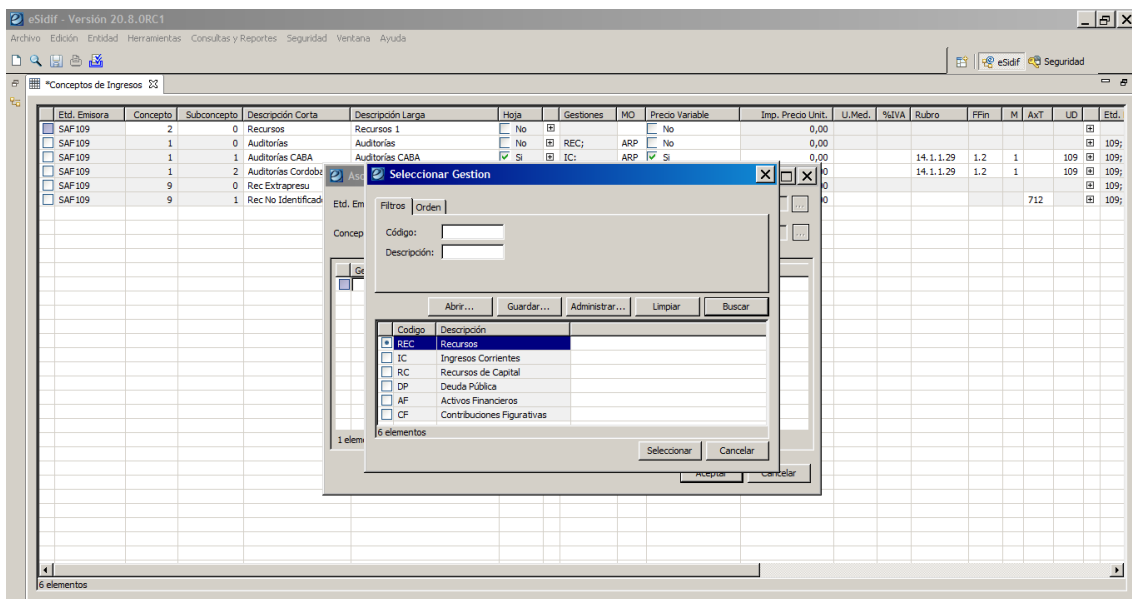 eSidif - Versión 20.8.0RC1
Archivo Edición Entidad Herramientas Consultas y Reportes Seguridad Ventana Ayuda
eSidif Seguridad
*Conceptos de Ingresos
Etd. Emisora Concepto Subconcepto Descripción Corta Descripción Larga Hoja Gestiones MO Precio Variable Imp. Precio Unit. U.Med. %IVA Rubro FFin M AxT UD Etd.
SAF109 2 0 Recursos Recursos 1 No No 0,00
SAF109 1 0 Auditorías Auditorías No REC; ARP No 0,00 109;
SAF109 1 1 Auditorías CABA Auditorías CABA Si IC: ARP Si 0,00 14.1.1.29 1.2 1 109 109;
SAF109 1 2 Auditorías Cordoba 14.1.1.29 1.2 1 109 109;
SAF109 9 0 Rec Extrapresu 109;
SAF109 9 1 Rec No Identificad 712 109;
Seleccionar Gestion
Filtros Orden
Código:
Descripción:
Abrir... Guardar... Administrar... Limpiar Buscar
Codigo Descripción
REC Recursos
IC Ingresos Corrientes
RC Recursos de Capital
DP Deuda Pública
AF Activos Financieros
CF Contribuciones Figurativas
6 elementos
Seleccionar Cancelar
Aceptar Cancelar
6 elementos